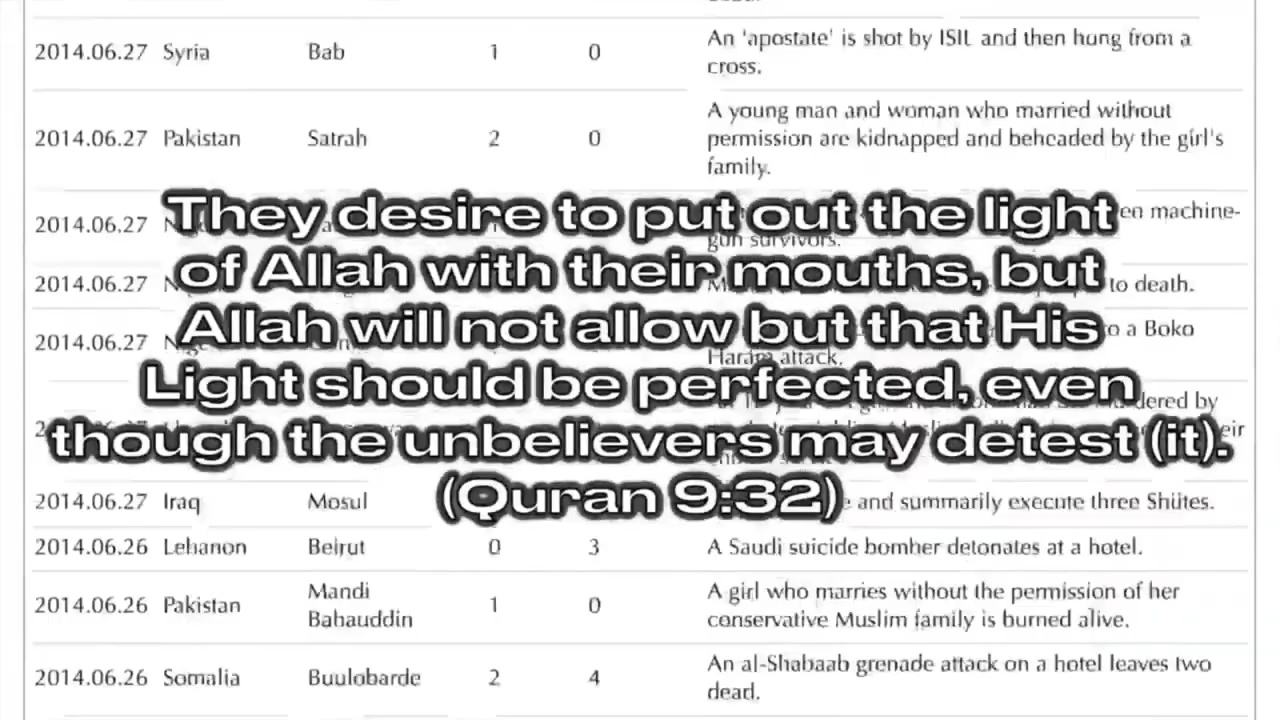 2014.06.27 Syria Bab 1 0 An 'apostate' is shot by ISIL and then hung from a
cross.
2014.06.27 Pakistan Satrah 2 0 A young man and woman who married without
permission are kidnapped and beheaded by the girl's
family.
They desire to put out the light
of Allah with their mouths, but
Allah will not allow but that His
Light should be perfected, even
though the unbelievers may detest (it).
(Quran 9:32)
2014.06.27
machine-
gun survivors.
2014.06.27
to death.
2014.06.27
to a Boko
Haram attack.
by
2014.06.27 Iraq Mosul and summarily execute three Shiites.
2014.06.26 Lebanon Beirut 0 3 A Saudi suicide bomber detonates at a hotel.
2014.06.26 Pakistan Mandi
Bahauddin 1 0 A girl who marries without the permission of her
conservative Muslim family is burned alive.
2014.06.26 Somalia Buulobarde 2 4 An al-Shabaab grenade attack on a hotel leaves two
dead.